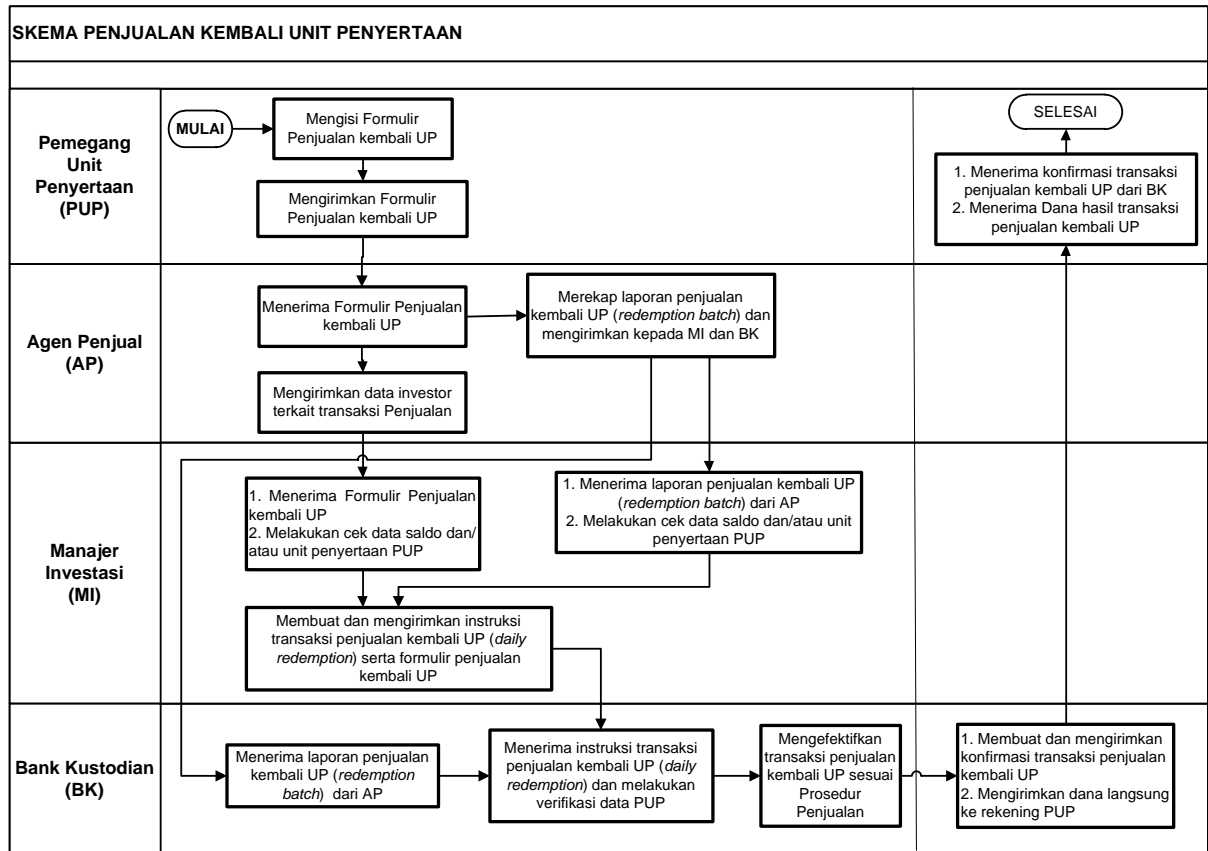 SKEMA PENJUALAN KEMBALI UNIT PENYERTAAN
Pemegang
Unit
Penyertaan
(PUP)
MULAI
Mengisi Formulir
Penjualan kembali UP
Mengirimkan Formulir
Penjualan kembali UP
SELESAI
1. Menerima konfirmasi transaksi
penjualan kembali UP dari BK
2. Menerima Dana hasil transaksi
penjualan kembali UP
Agen Penjual
(AP)
Menerima Formulir Penjualan
kembali UP
Merekap laporan penjualan
kembali UP (redemption batch) dan
mengirimkan kepada MI dan BK
Mengirimkan data investor
terkait transaksi Penjualan
Manajer
Investasi
(MI)
1. Menerima Formulir Penjualan
kembali UP
2. Melakukan cek data saldo dan/
atau unit penyertaan PUP
1. Menerima laporan penjualan kembali UP
(redemption batch) dari AP
2. Melakukan cek data saldo dan/atau unit
penyertaan PUP
Membuat dan mengirimkan instruksi
transaksi penjualan kembali UP (daily
redemption) serta formulir penjualan
kembali UP
Bank Kustodian
(BK)
Menerima laporan penjualan
kembali UP (redemption
batch) dari AP
Menerima instruksi transaksi
penjualan kembali UP (daily
redemption) dan melakukan
verifikasi data PUP
Mengefektifkan
transaksi penjualan
kembali UP sesuai
Prosedur
Penjualan
1. Membuat dan mengirimkan
konfirmasi transaksi penjualan
kembali UP
2. Mengirimkan dana langsung
ke rekening PUP